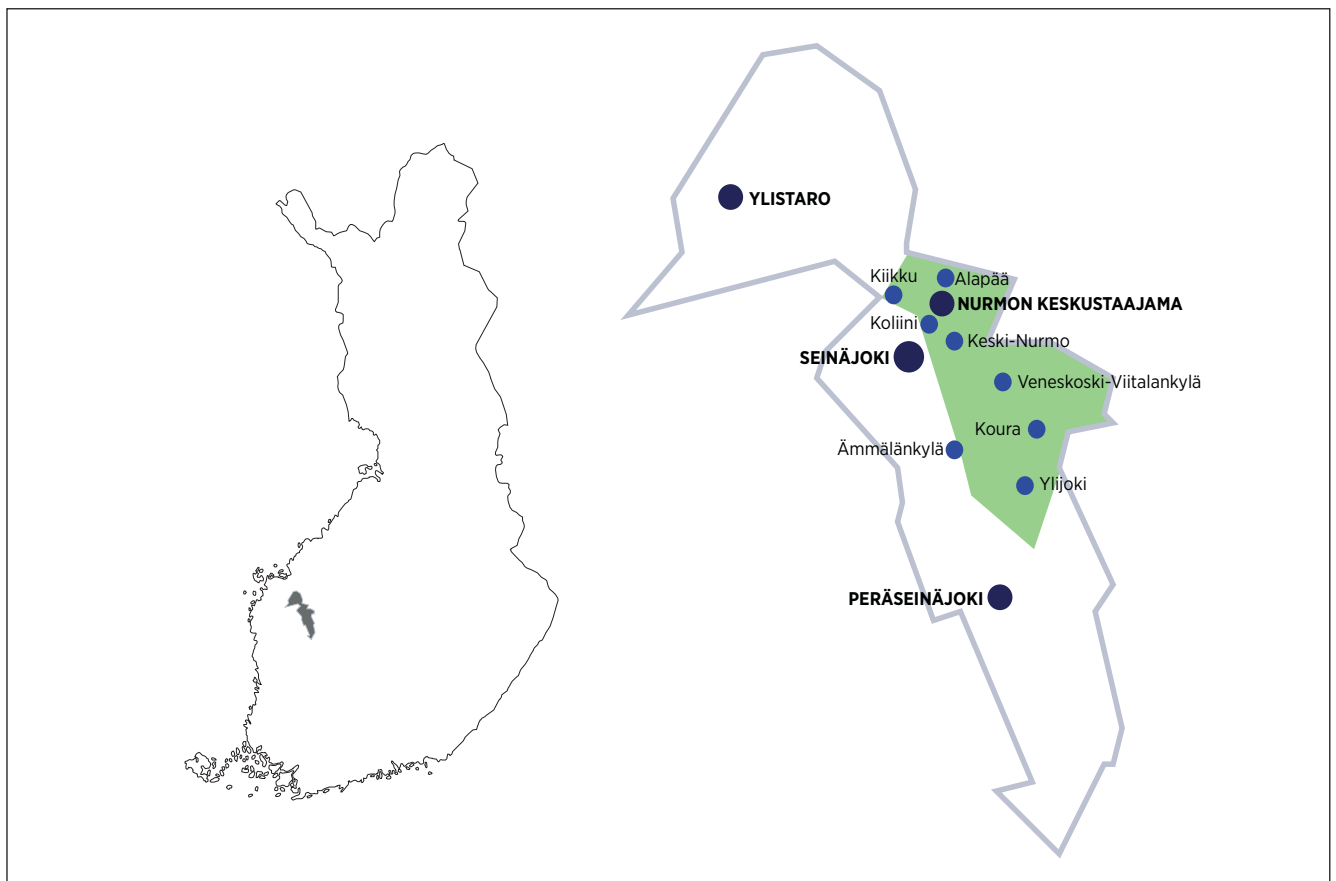 YLISTARO
Kiikku
Alapää
NURMON KESKUSTAAJAMA
Koliini
Keski-Nurmo
SEINÄJOKI
Veneskoski-Viitalankylä
Koura
Ämmälänkylä
Ylijoki
PERÄSEINÄJOKI